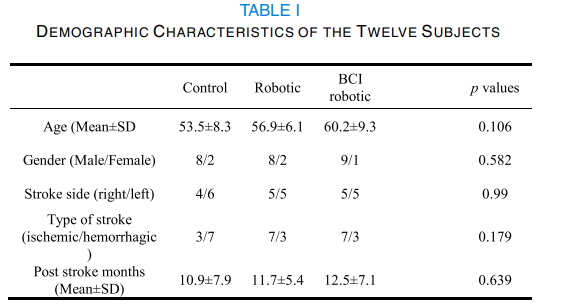 TABLE I
DEMOGRAPHIC CHARACTERISTICS OF THE TWELVE SUBJECTS
Control Robotic BCI robotic p values
Age (Mean±SD 53.5±8.3 56.9±6.1 60.2±9.3 0.106
Gender (Male/Female) 8/2 8/2 9/1 0.582
Stroke side (right/left) 4/6 5/5 5/5 0.99
Type of stroke
(ischemic/hemorrhagic 3/7 7/3 7/3 0.179
)
Post stroke months
(Mean±SD) 10.9±7.9 11.7±5.4 12.5±7.1 0.639